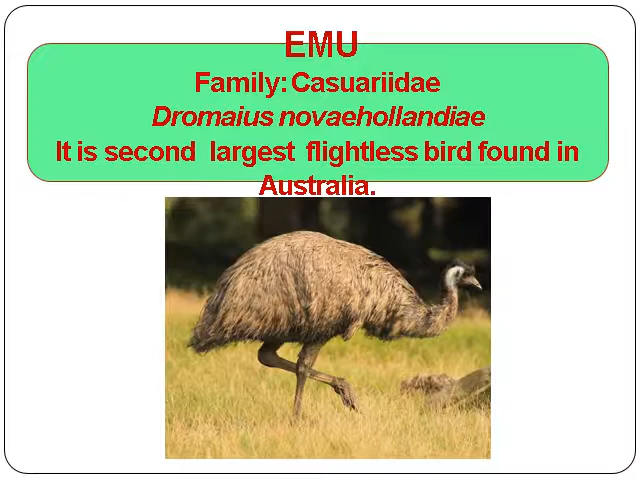 EMU
Family: Casuariidae
Dromaius novaehollandiae
It is second largest flightless bird found in
Australia.